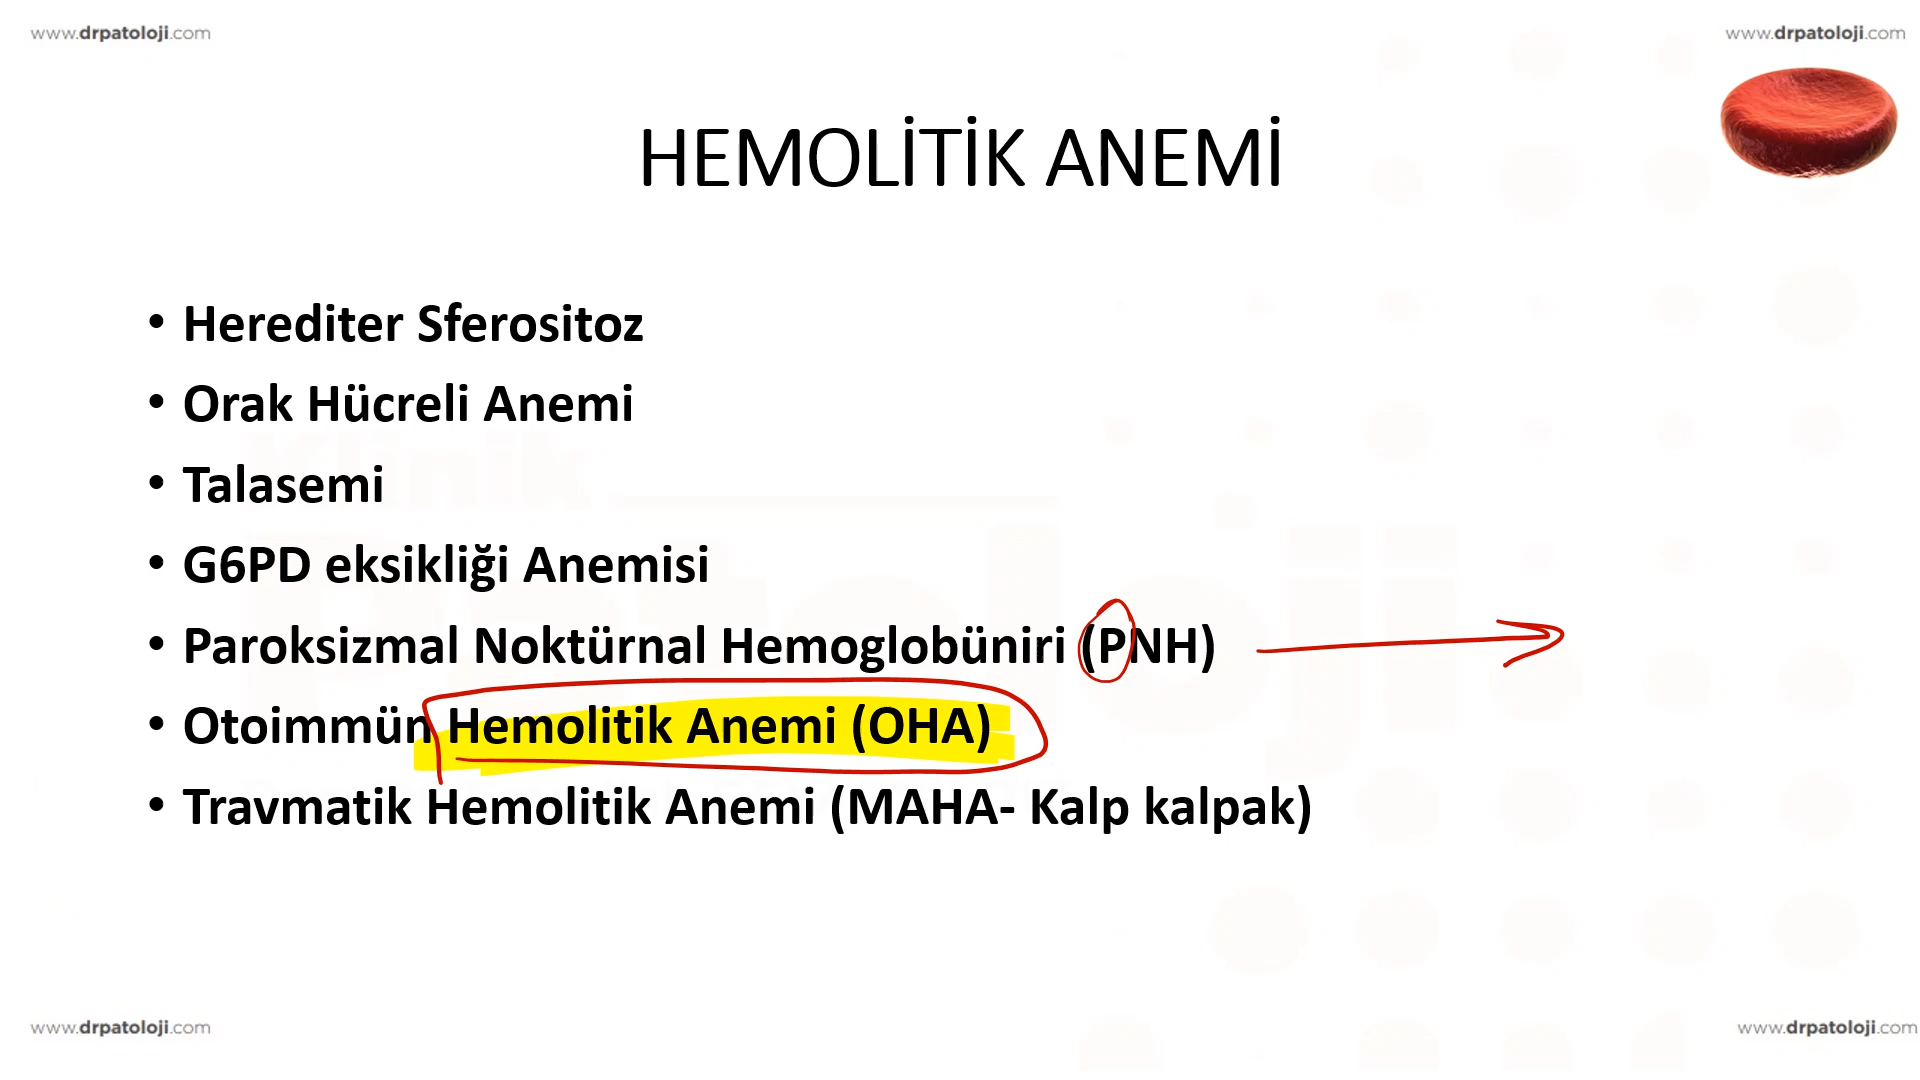 www.drpatoloji.com
www.drpatoloji.com
HEMOLİTİK ANEMİ
• Herediter Sferositoz
• Orak Hücreli Anemi
• Talasemi
• G6PD eksikliği Anemisi
• Paroksizmal Noktürnal Hemoglobüniri (PNH)
• Otoimmün Hemolitik Anemi (OHA)
• Travmatik Hemolitik Anemi (MAHA- Kalp kalpak)
Klinik
Patoloji
www.drpatoloji.com
www.drpatoloji.com